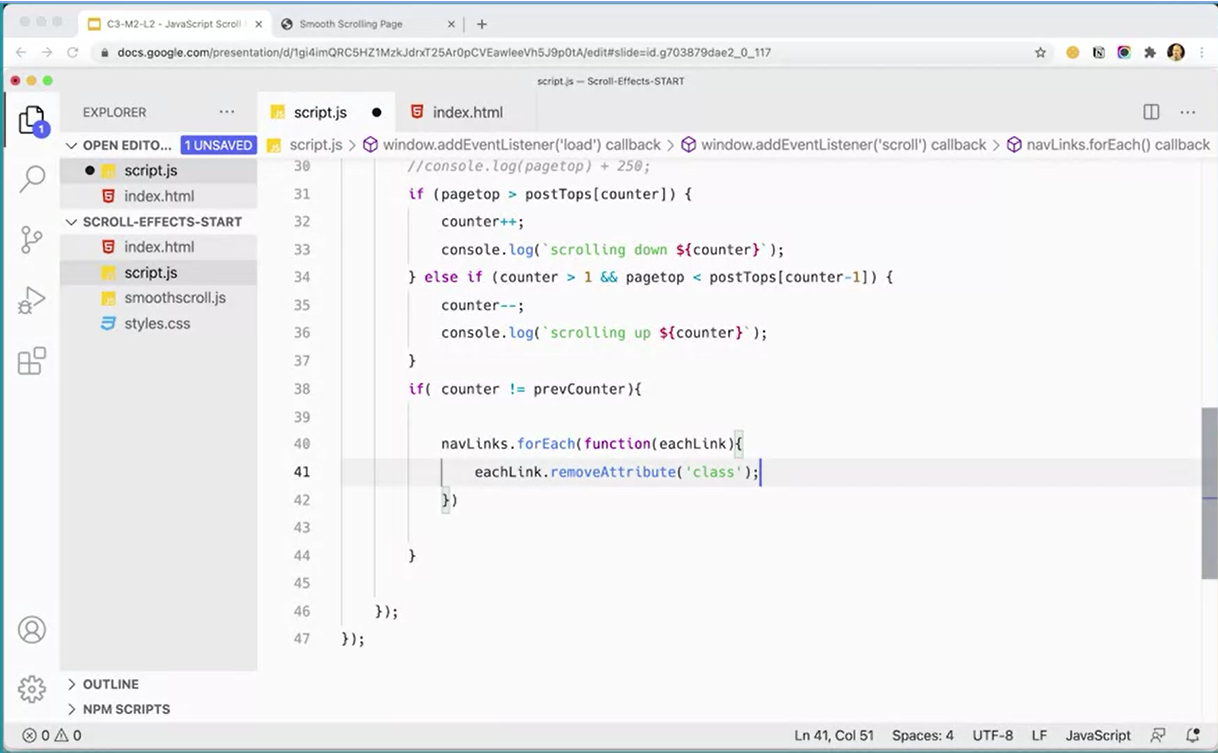 C3-M2-L2 - JavaScript Scroll
Smooth Scrolling Page
docs.google.com/presentation/d/1gi4imQRC5HZ1MzkJdrxT25Ar0pCVEawleeVh5J9p0tA/edit#slide=id.g703879dae2_0_117
script.js — Scroll-Effects-START
EXPLORER
script.js
index.html
OPEN EDITO... 1 UNSAVED
script.js > window.addEventListener('load') callback > window.addEventListener('scroll') callback > navLinks.forEach() callback
script.js
index.html
SCROLL-EFFECTS-START
index.html
script.js
smoothscroll.js
styles.css
1
30 //console.log(pagetop) + 250;
31 if (pagetop > postTops[counter]) {
32 counter++;
33 console.log(`scrolling down ${counter}`);
34 } else if (counter > 1 && pagetop < postTops[counter-1]) {
35 counter--;
36 console.log(`scrolling up ${counter}`);
37 }
38 if( counter != prevCounter){
39
40 navLinks.forEach(function(eachLink){
41 eachLink.removeAttribute('class');
42 })
43
44 }
45
46 });
47 });
OUTLINE
NPM SCRIPTS
0 0
Ln 41, Col 51 Spaces: 4 UTF-8 LF JavaScript